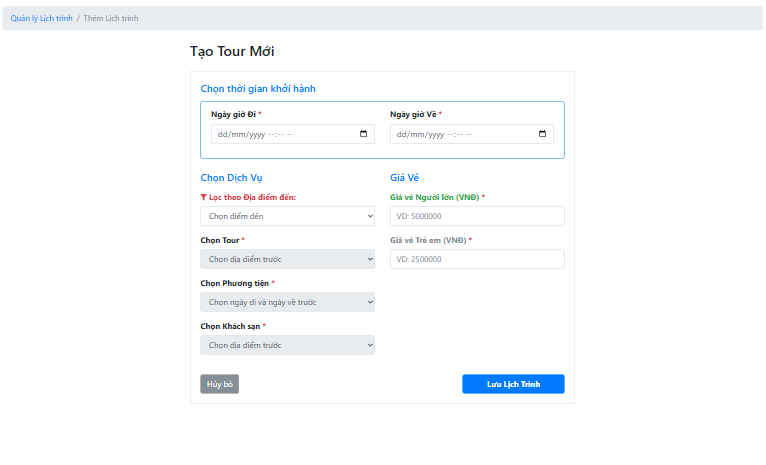 Quản lý Lịch trình / Thêm Lịch trình
Tạo Tour Mới
Chọn thời gian khởi hành
Ngày giờ Đi *
Ngày giờ Về *
dd/mm/yyyy --:-- --
dd/mm/yyyy --:-- --
Chọn Dịch Vụ
Giá Vé
Lọc theo Địa điểm đến:
Giá vé Người lớn (VNĐ) *
Chọn điểm đến
VD: 5000000
Chọn Tour *
Giá vé Trẻ em (VNĐ) *
Chọn địa điểm trước
VD: 2500000
Chọn Phương tiện *
Chọn ngày đi và ngày về trước
Chọn Khách sạn *
Chọn địa điểm trước
Hủy bỏ
Lưu Lịch Trình